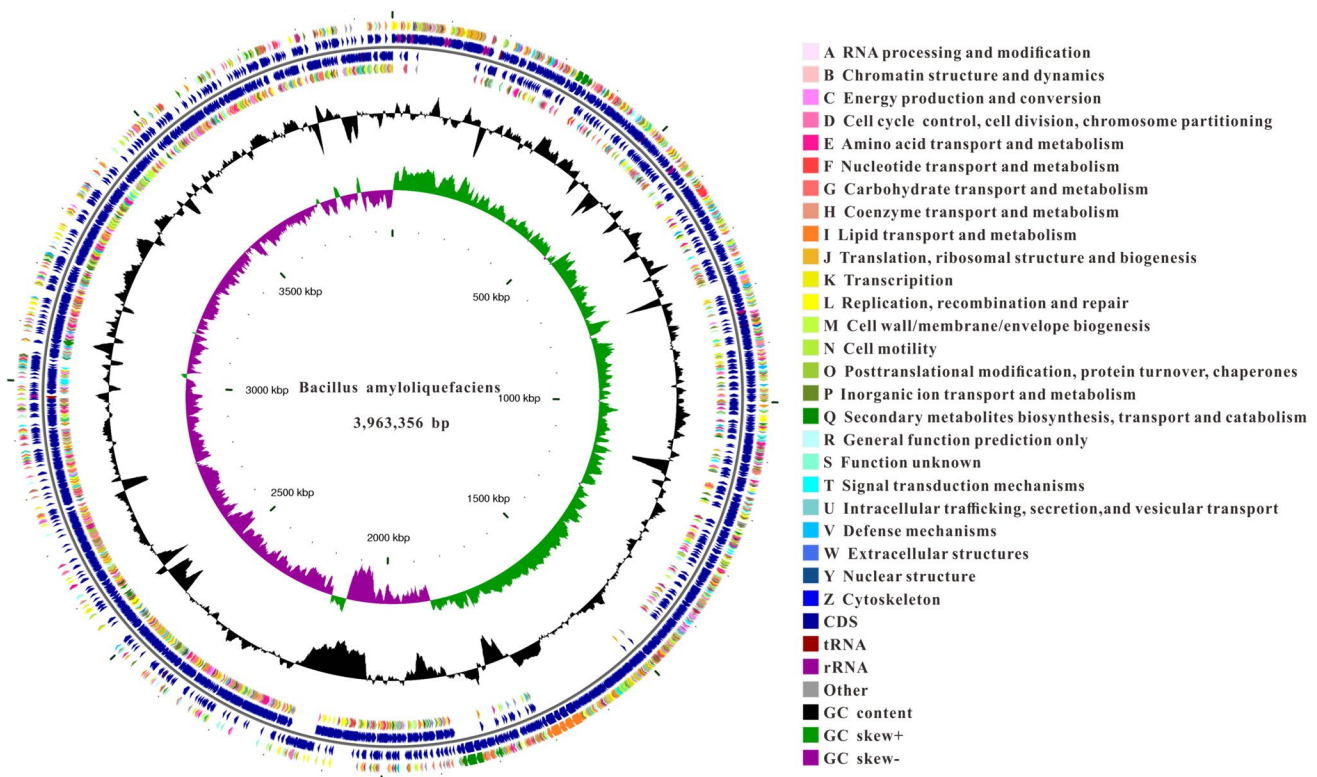 500 kbp
1000 kbp
1500 kbp
2000 kbp
2500 kbp
3000 kbp
3500 kbp
Bacillus amyloliquefaciens
3,963,356 bp
A RNA processing and modification
B Chromatin structure and dynamics
C Energy production and conversion
D Cell cycle control, cell division, chromosome partitioning
E Amino acid transport and metabolism
F Nucleotide transport and metabolism
G Carbohydrate transport and metabolism
H Coenzyme transport and metabolism
I Lipid transport and metabolism
J Translation, ribosomal structure and biogenesis
K Transcripition
L Replication, recombination and repair
M Cell wall/membrane/envelope biogenesis
N Cell motility
O Posttranslational modification, protein turnover, chaperones
P Inorganic ion transport and metabolism
Q Secondary metabolites biosynthesis, transport and catabolism
R General function prediction only
S Function unknown
T Signal transduction mechanisms
U Intracellular trafficking, secretion,and vesicular transport
V Defense mechanisms
W Extracellular structures
Y Nuclear structure
Z Cytoskeleton
CDS
tRNA
rRNA
Other
GC content
GC skew+
GC skew-